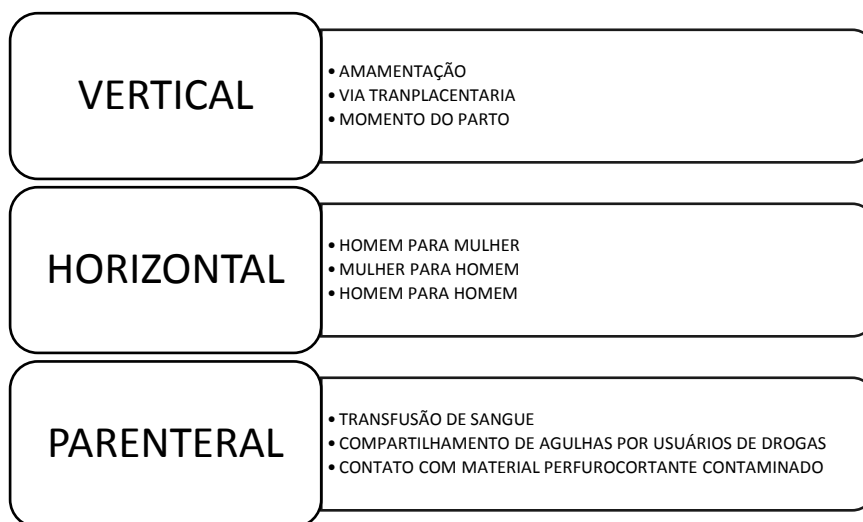 VERTICAL
• AMAMENTAÇÃO
• VIA TRANPLACENTARIA
• MOMENTO DO PARTO
HORIZONTAL
• HOMEM PARA MULHER
• MULHER PARA HOMEM
• HOMEM PARA HOMEM
PARENTERAL
• TRANSFUSÃO DE SANGUE
• COMPARTILHAMENTO DE AGULHAS POR USUÁRIOS DE DROGAS
• CONTATO COM MATERIAL PERFUROCORTANTE CONTAMINADO